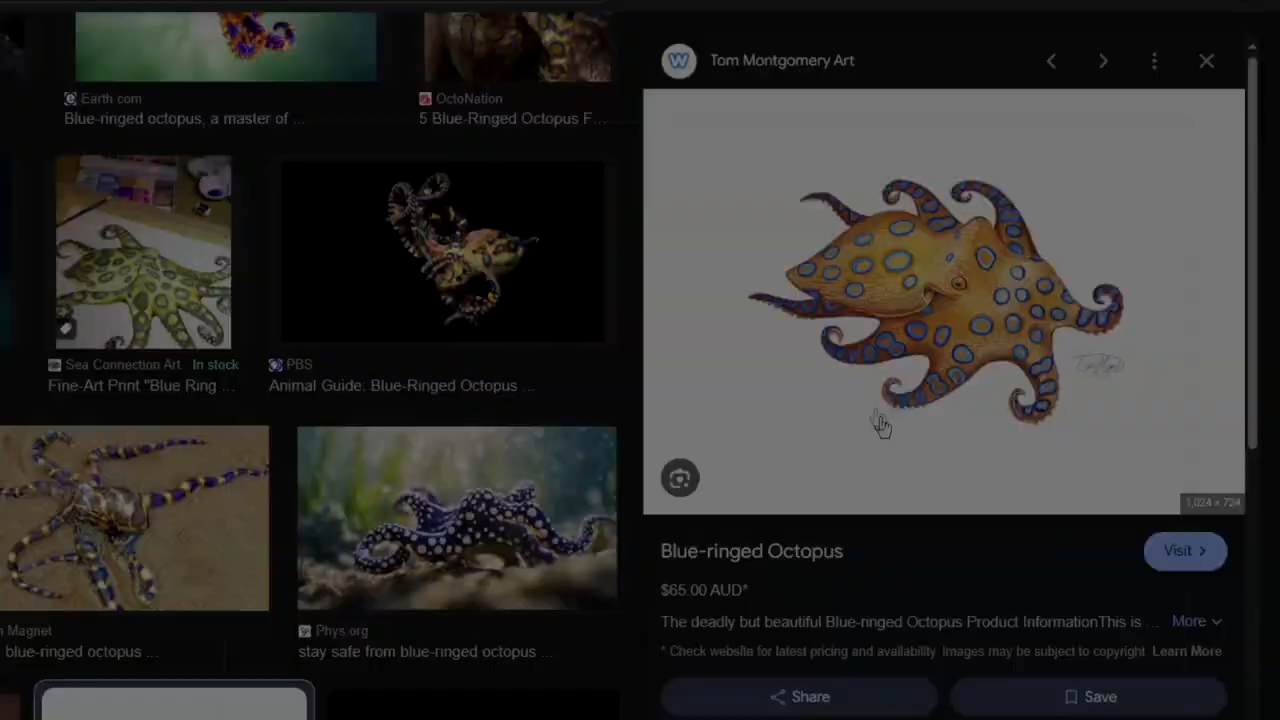 Earth com
Blue-ringed octopus, a master of ...
OctoNation
5 Blue-Ringed Octopus F...
Sea Connection Art In stock
Fine-Art Print "Blue Ring ...
PBS
Animal Guide: Blue-Ringed Octopus ...
Magnet
blue-ringed octopus ...
Phys org
stay safe from blue-ringed octopus ...
W Tom Montgomery Art
1,024 × 724
Blue-ringed Octopus
Visit
$65.00 AUD*
The deadly but beautiful Blue-ringed Octopus Product InformationThis is ... More
* Check website for latest pricing and availability. Images may be subject to copyright. Learn More
Share
Save